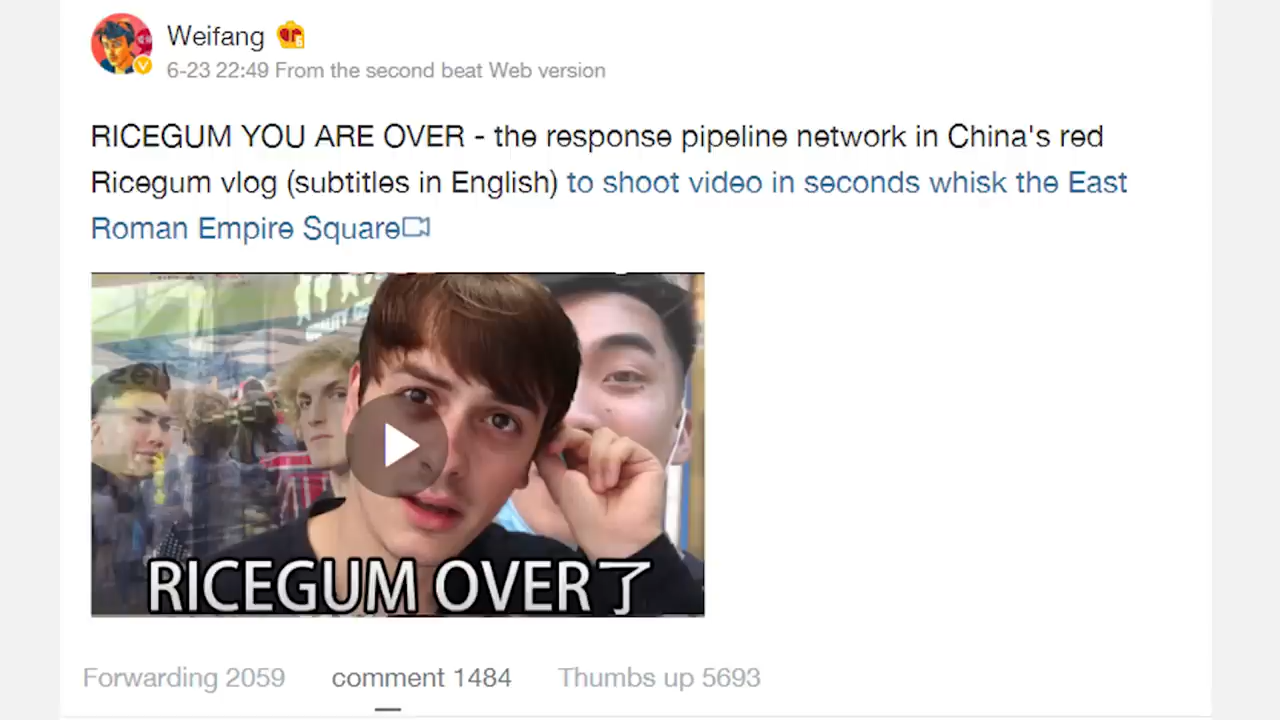 Weifang
6-23 22:49 From the second beat Web version
RICEGUM YOU ARE OVER - the response pipeline network in China's red
Ricegum vlog (subtitles in English) to shoot video in seconds whisk the East
Roman Empire Square
RICEGUM OVER了
Forwarding 2059 comment 1484 Thumbs up 5693